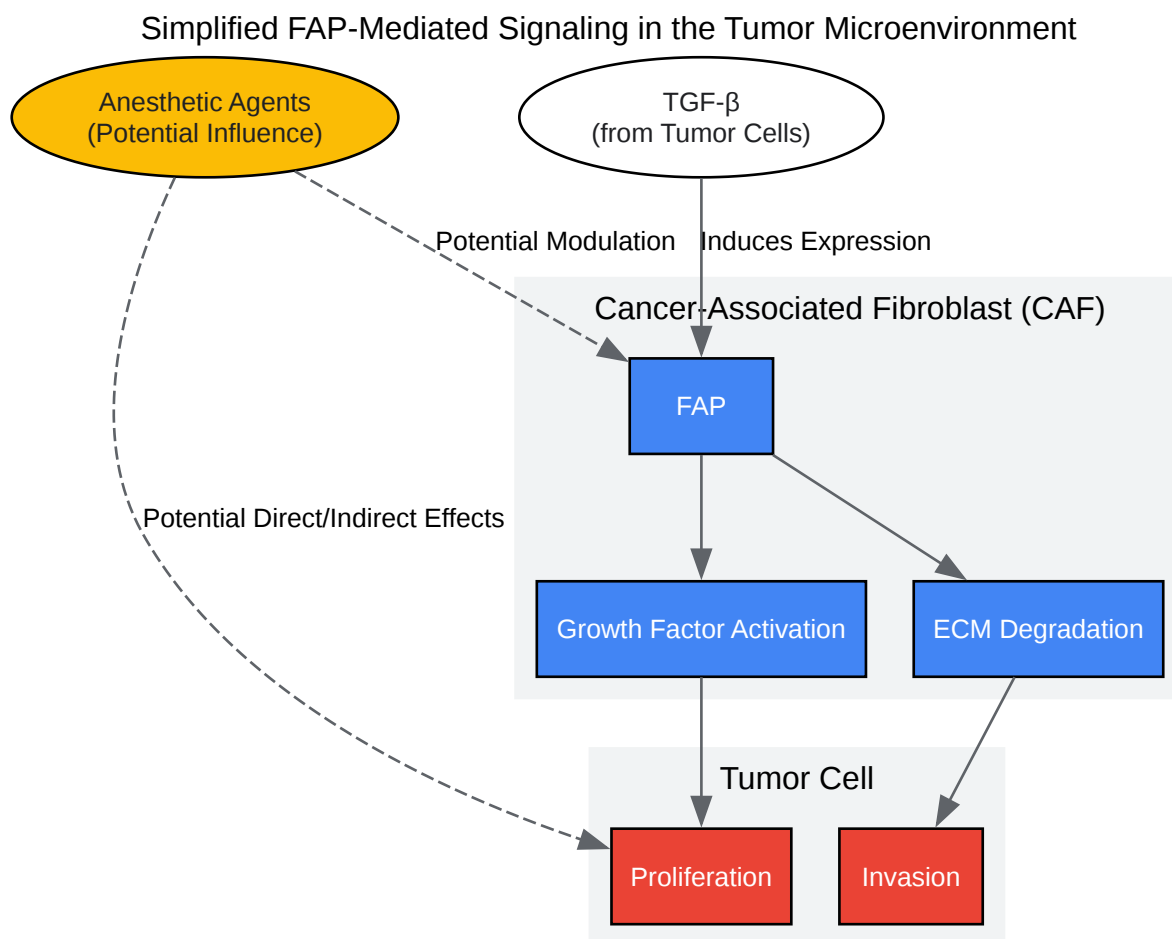 Simplified FAP-Mediated Signaling in the Tumor Microenvironment
Anesthetic Agents
(Potential Influence)
TGF-β
(from Tumor Cells)
Potential Modulation
Induces Expression
Cancer-Associated Fibroblast (CAF)
FAP
Potential Direct/Indirect Effects
Growth Factor Activation
ECM Degradation
Tumor Cell
Proliferation
Invasion